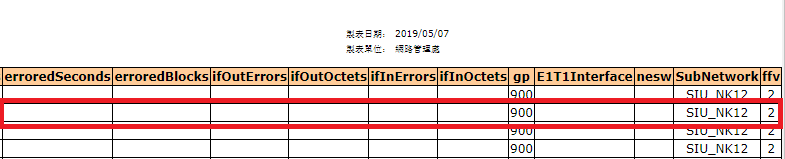 製表日期： 2019/05/07
製表單位： 網路管理處
erroredSeconds erroredBlocks ifOutErrors ifOutOctets ifInErrors ifInOctets gp E1T1Interface nesw SubNetwork ffv
900 SIU_NK12 2
900 SIU_NK12 2
900 SIU_NK12 2
900 SIU_NK12 2